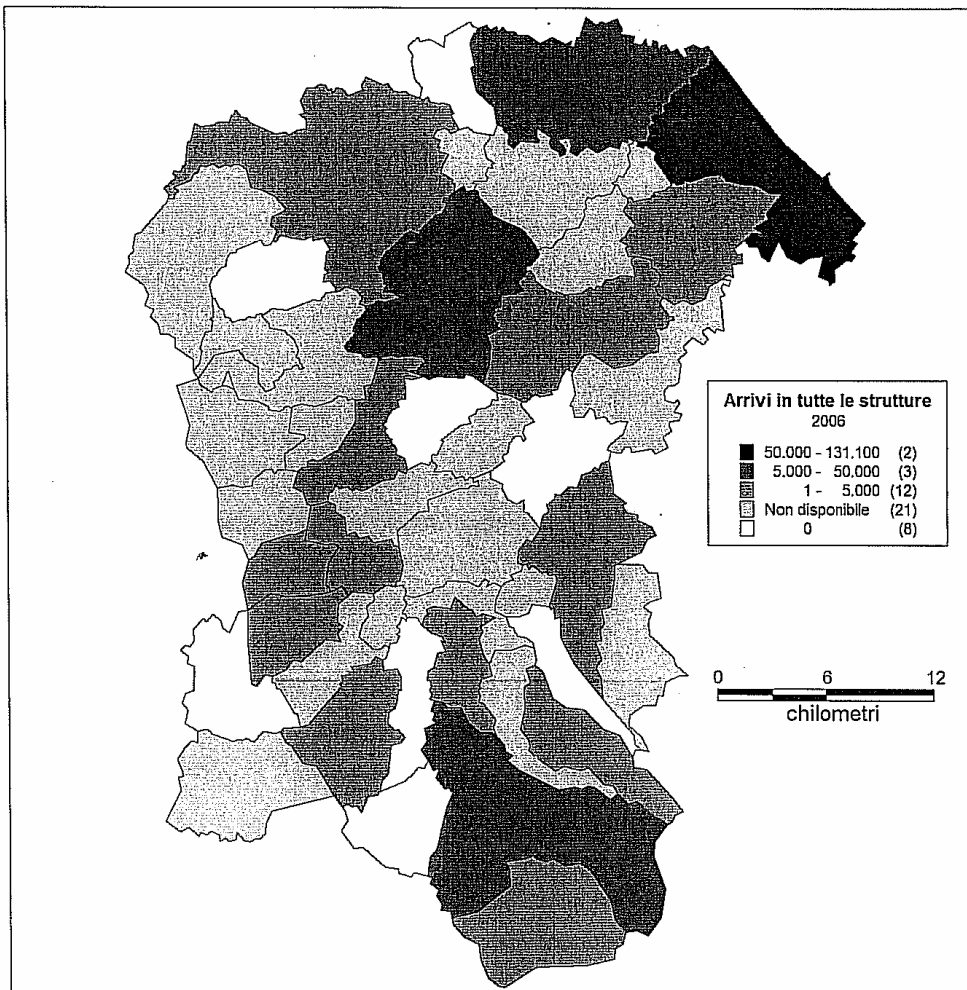 Arrivi in tutte le strutture
2006
50.000 - 131.100 (2)
5.000 - 50.000 (3)
1 - 5.000 (12)
Non disponibile (21)
0 (8)
0 6 12
chilometri